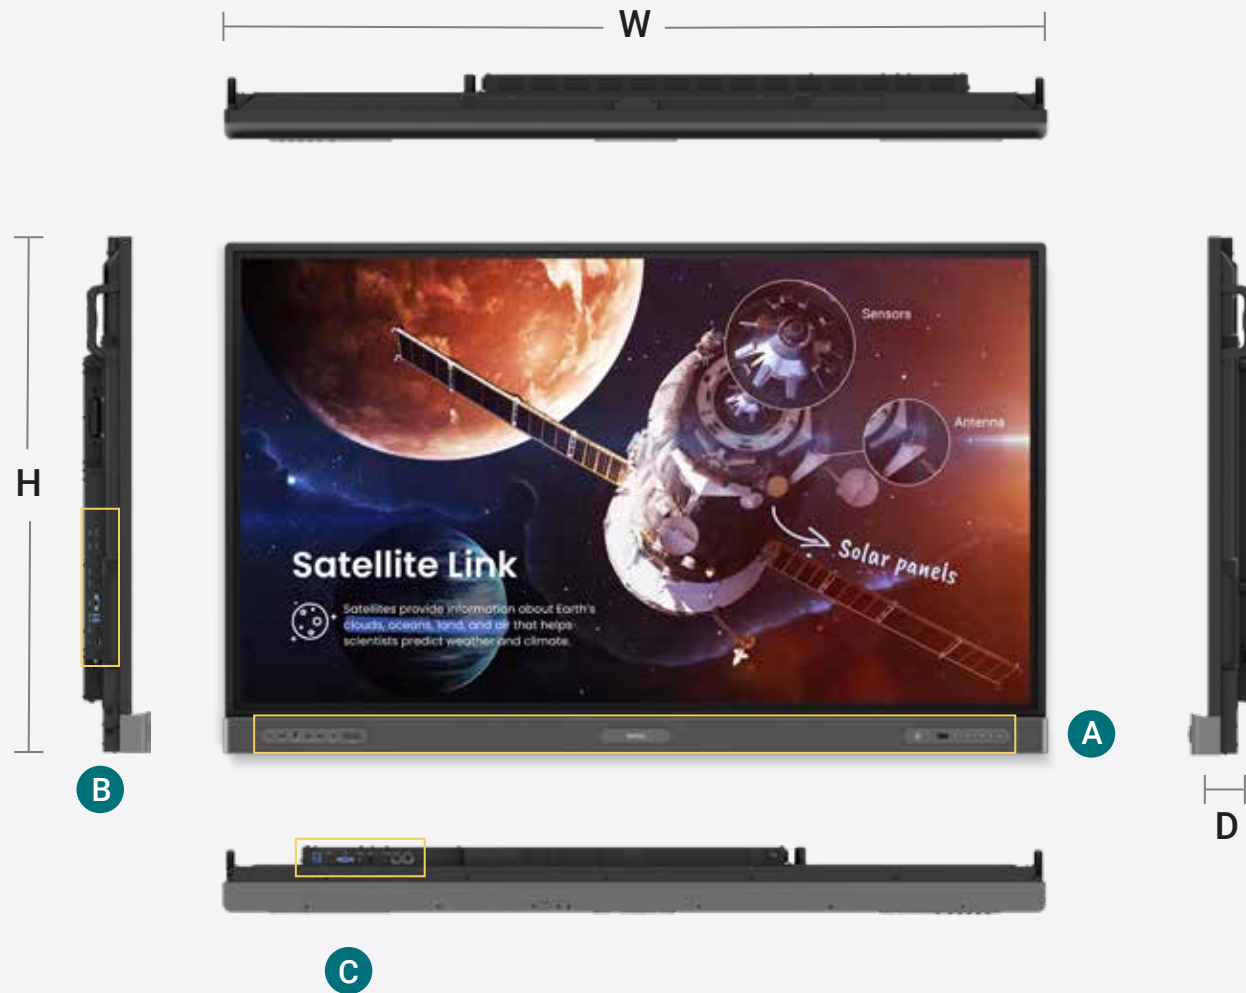 W
H
Sensors
Antenna
Solar panels
Satellite Link
Satellites provide information about Earth's
clouds, oceans, land, and air that helps
scientists predict weather and climate.
A
B
D
C